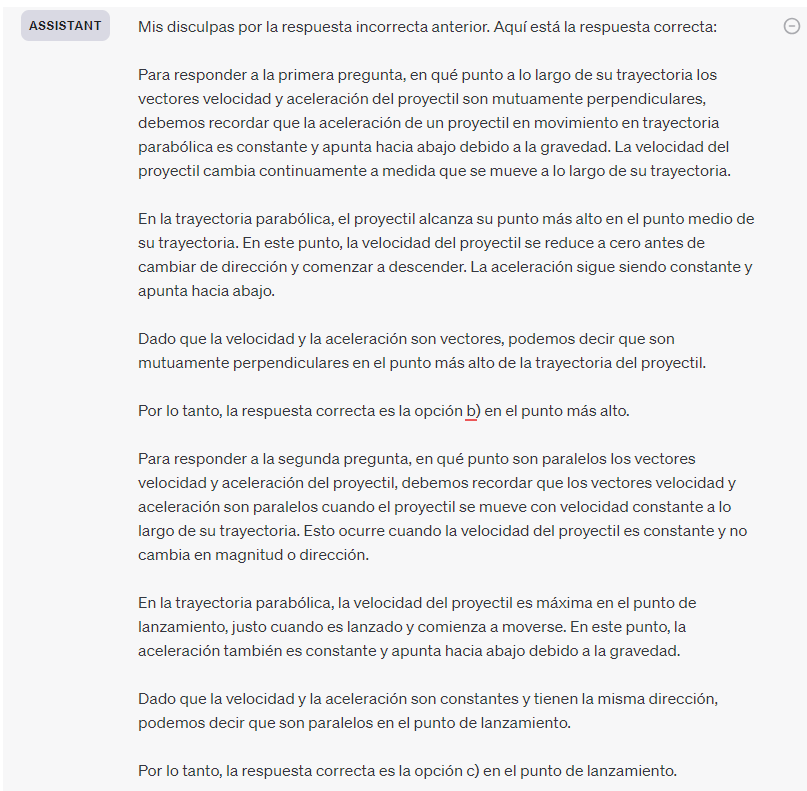 ASSISTANT
Mis disculpas por la respuesta incorrecta anterior. Aquí está la respuesta correcta:
Para responder a la primera pregunta, en qué punto a lo largo de su trayectoria los
vectores velocidad y aceleración del proyectil son mutuamente perpendiculares,
debemos recordar que la aceleración de un proyectil en movimiento en trayectoria
parabólica es constante y apunta hacia abajo debido a la gravedad. La velocidad del
proyectil cambia continuamente a medida que se mueve a lo largo de su trayectoria.
En la trayectoria parabólica, el proyectil alcanza su punto más alto en el punto medio de
su trayectoria. En este punto, la velocidad del proyectil se reduce a cero antes de
cambiar de dirección y comenzar a descender. La aceleración sigue siendo constante y
apunta hacia abajo.
Dado que la velocidad y la aceleración son vectores, podemos decir que son
mutuamente perpendiculares en el punto más alto de la trayectoria del proyectil.
Por lo tanto, la respuesta correcta es la opción b) en el punto más alto.
Para responder a la segunda pregunta, en qué punto son paralelos los vectores
velocidad y aceleración del proyectil, debemos recordar que los vectores velocidad y
aceleración son paralelos cuando el proyectil se mueve con velocidad constante a lo
largo de su trayectoria. Esto ocurre cuando la velocidad del proyectil es constante y no
cambia en magnitud o dirección.
En la trayectoria parabólica, la velocidad del proyectil es máxima en el punto de
lanzamiento, justo cuando es lanzado y comienza a moverse. En este punto, la
aceleración también es constante y apunta hacia abajo debido a la gravedad.
Dado que la velocidad y la aceleración son constantes y tienen la misma dirección,
podemos decir que son paralelos en el punto de lanzamiento.
Por lo tanto, la respuesta correcta es la opción c) en el punto de lanzamiento.